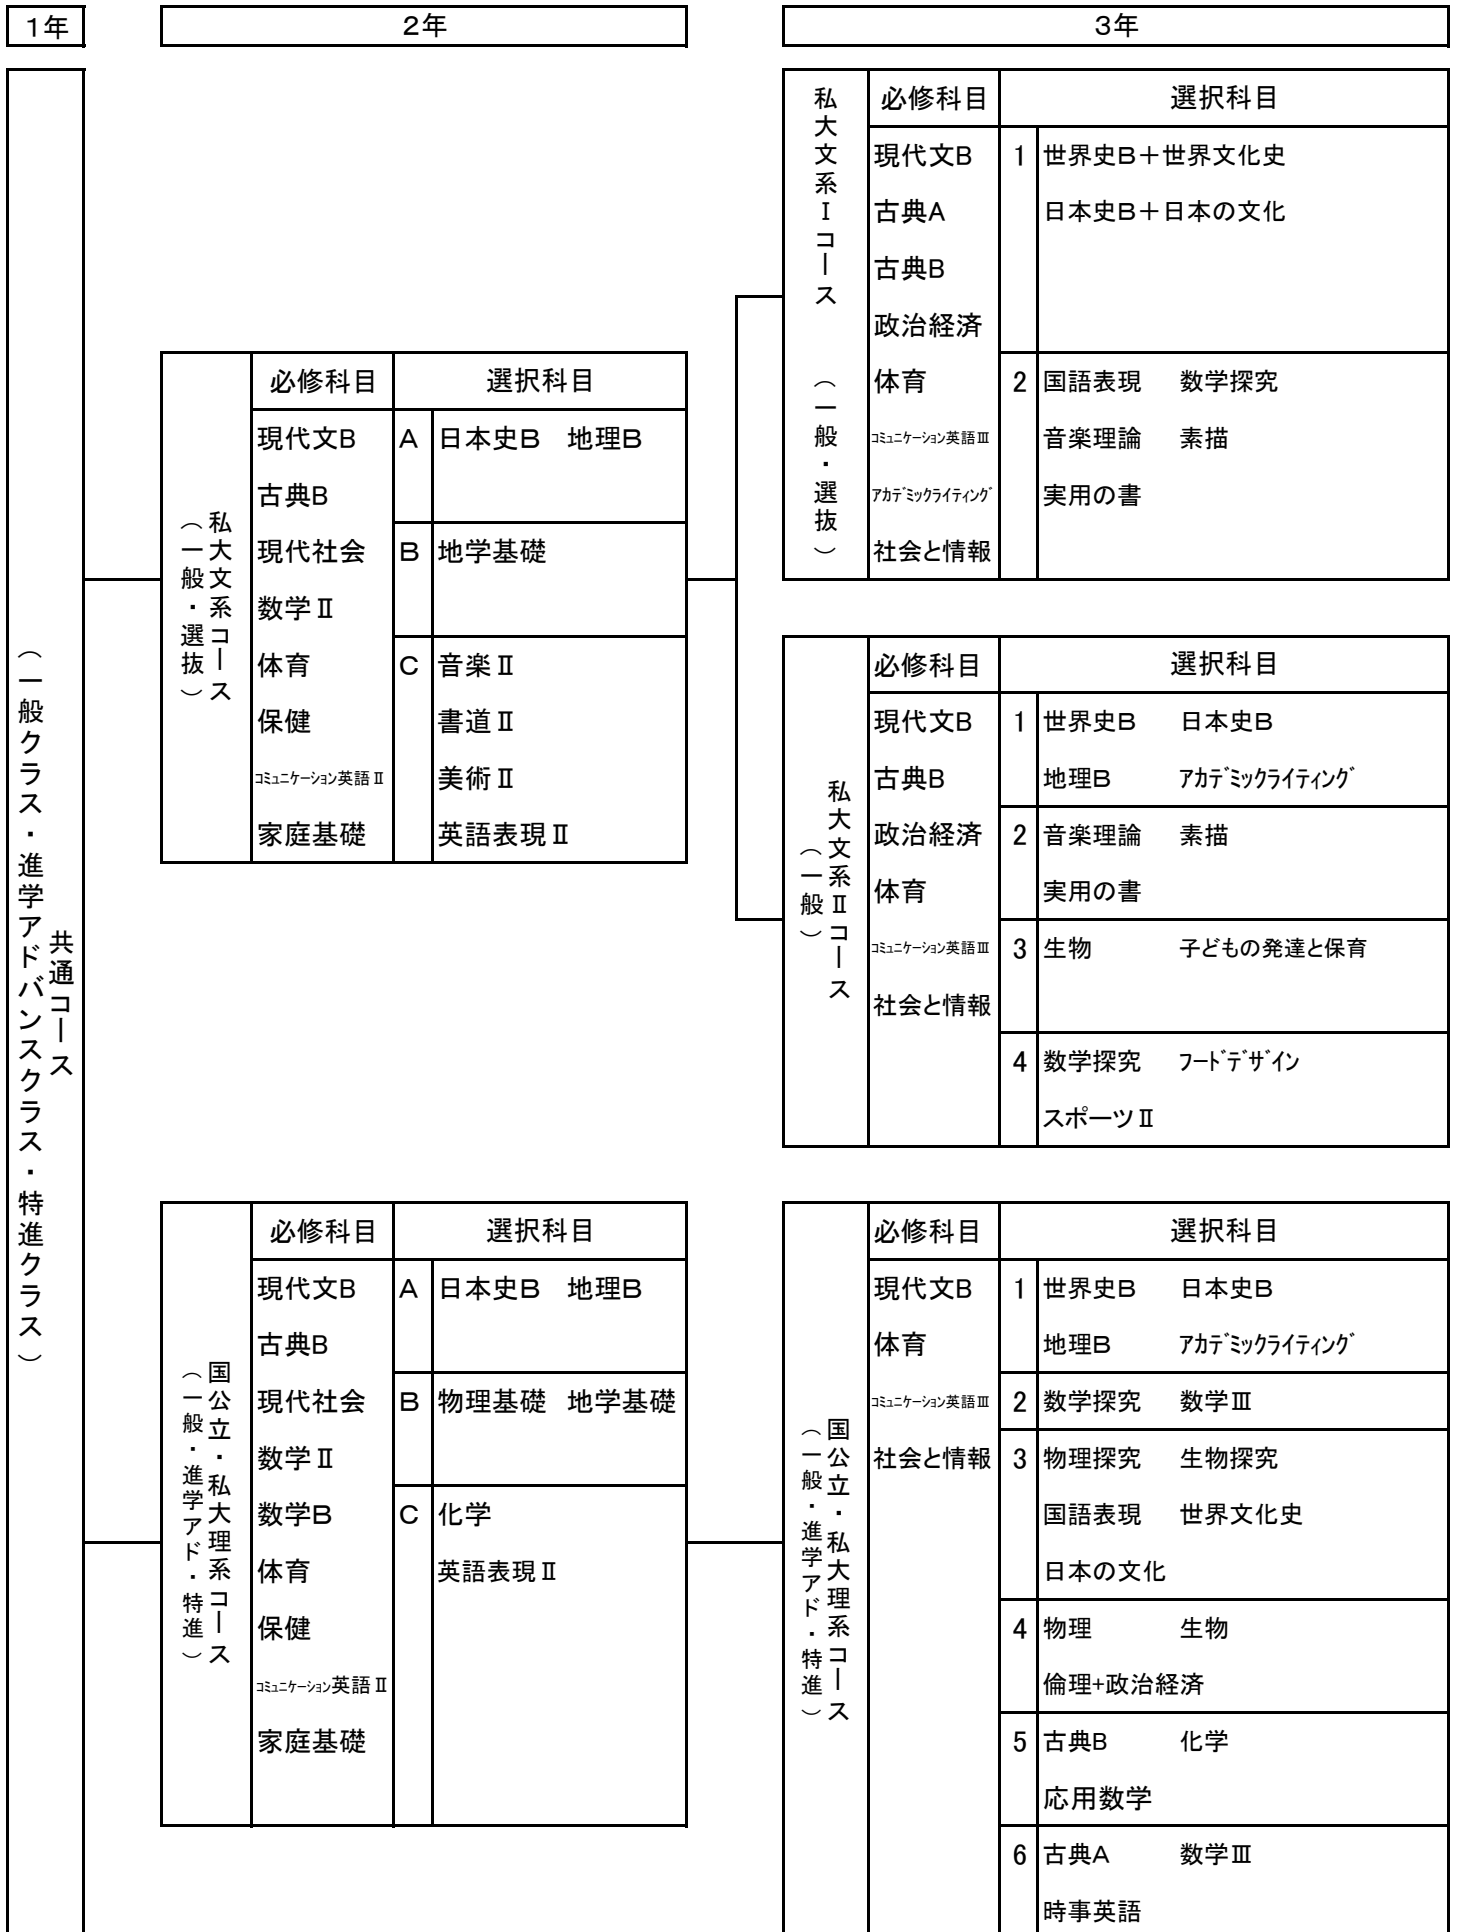 1年
2年
3年
共通コース
（一般クラス・進学アドバンスクラス・特進クラス）
私大文系コース
（一般・選抜）
必修科目 選択科目
現代文B A 日本史B 地理B
古典B
現代社会 B 地学基礎
数学Ⅱ
体育 C 音楽Ⅱ
保健 書道Ⅱ
ｺﾐｭﾆｹｰｼｮﾝ英語Ⅱ 美術Ⅱ
家庭基礎 英語表現Ⅱ
国公立・私大理系コース
（一般・進学アド・特進）
必修科目 選択科目
現代文B A 日本史B 地理B
古典B
現代社会 B 物理基礎 地学基礎
数学Ⅱ
数学B C 化学
体育 英語表現Ⅱ
保健
ｺﾐｭﾆｹｰｼｮﾝ英語Ⅱ
家庭基礎
私大文系Ⅰコース （一般・選抜）
必修科目 選択科目
現代文B 1 世界史B＋世界文化史
古典A 日本史B＋日本の文化
古典B
政治経済
体育 2 国語表現 数学探究
ｺﾐｭﾆｹｰｼｮﾝ英語Ⅲ 音楽理論 素描
ｱｶﾃﾞﾐｯｸﾗｲﾃｨﾝｸﾞ 実用の書
社会と情報
私大文系Ⅱコース
（一般）
必修科目 選択科目
現代文B 1 世界史B 日本史B
古典B 地理B ｱｶﾃﾞﾐｯｸﾗｲﾃｨﾝｸﾞ
政治経済 2 音楽理論 素描
体育 実用の書
ｺﾐｭﾆｹｰｼｮﾝ英語Ⅲ 3 生物 子どもの発達と保育
社会と情報
4 数学探究 ﾌｰﾄﾞﾃﾞｻﾞｲﾝ
スポーツⅡ
国公立・私大理系コース
（一般・進学アド・特進）
必修科目 選択科目
現代文B 1 世界史B 日本史B
体育 地理B ｱｶﾃﾞﾐｯｸﾗｲﾃｨﾝｸﾞ
ｺﾐｭﾆｹｰｼｮﾝ英語Ⅲ 2 数学探究 数学Ⅲ
社会と情報 3 物理探究 生物探究
国語表現 世界文化史
日本の文化
4 物理 生物
倫理+政治経済
5 古典B 化学
応用数学
6 古典A 数学Ⅲ
時事英語